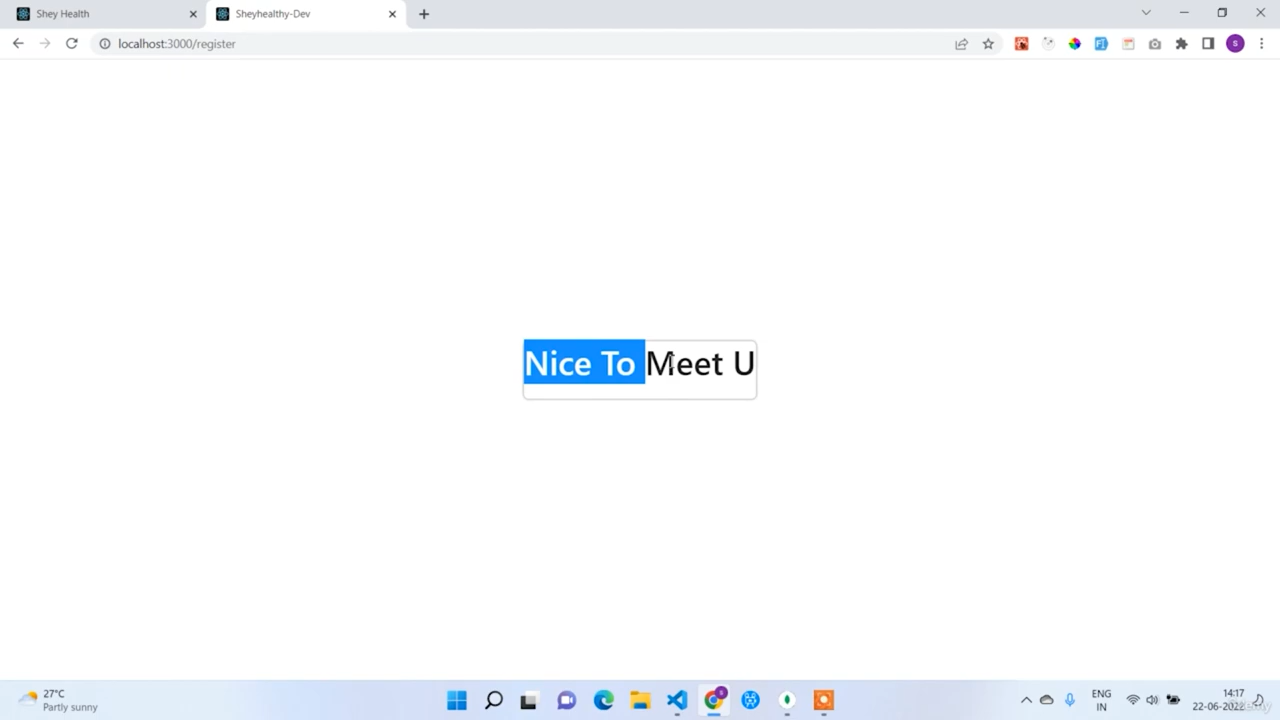 Shey Health
Sheyhealthy-Dev
localhost:3000/register
S
Nice To Meet U
27°C
Partly sunny
ENG
IN
14:17
22-06-2022